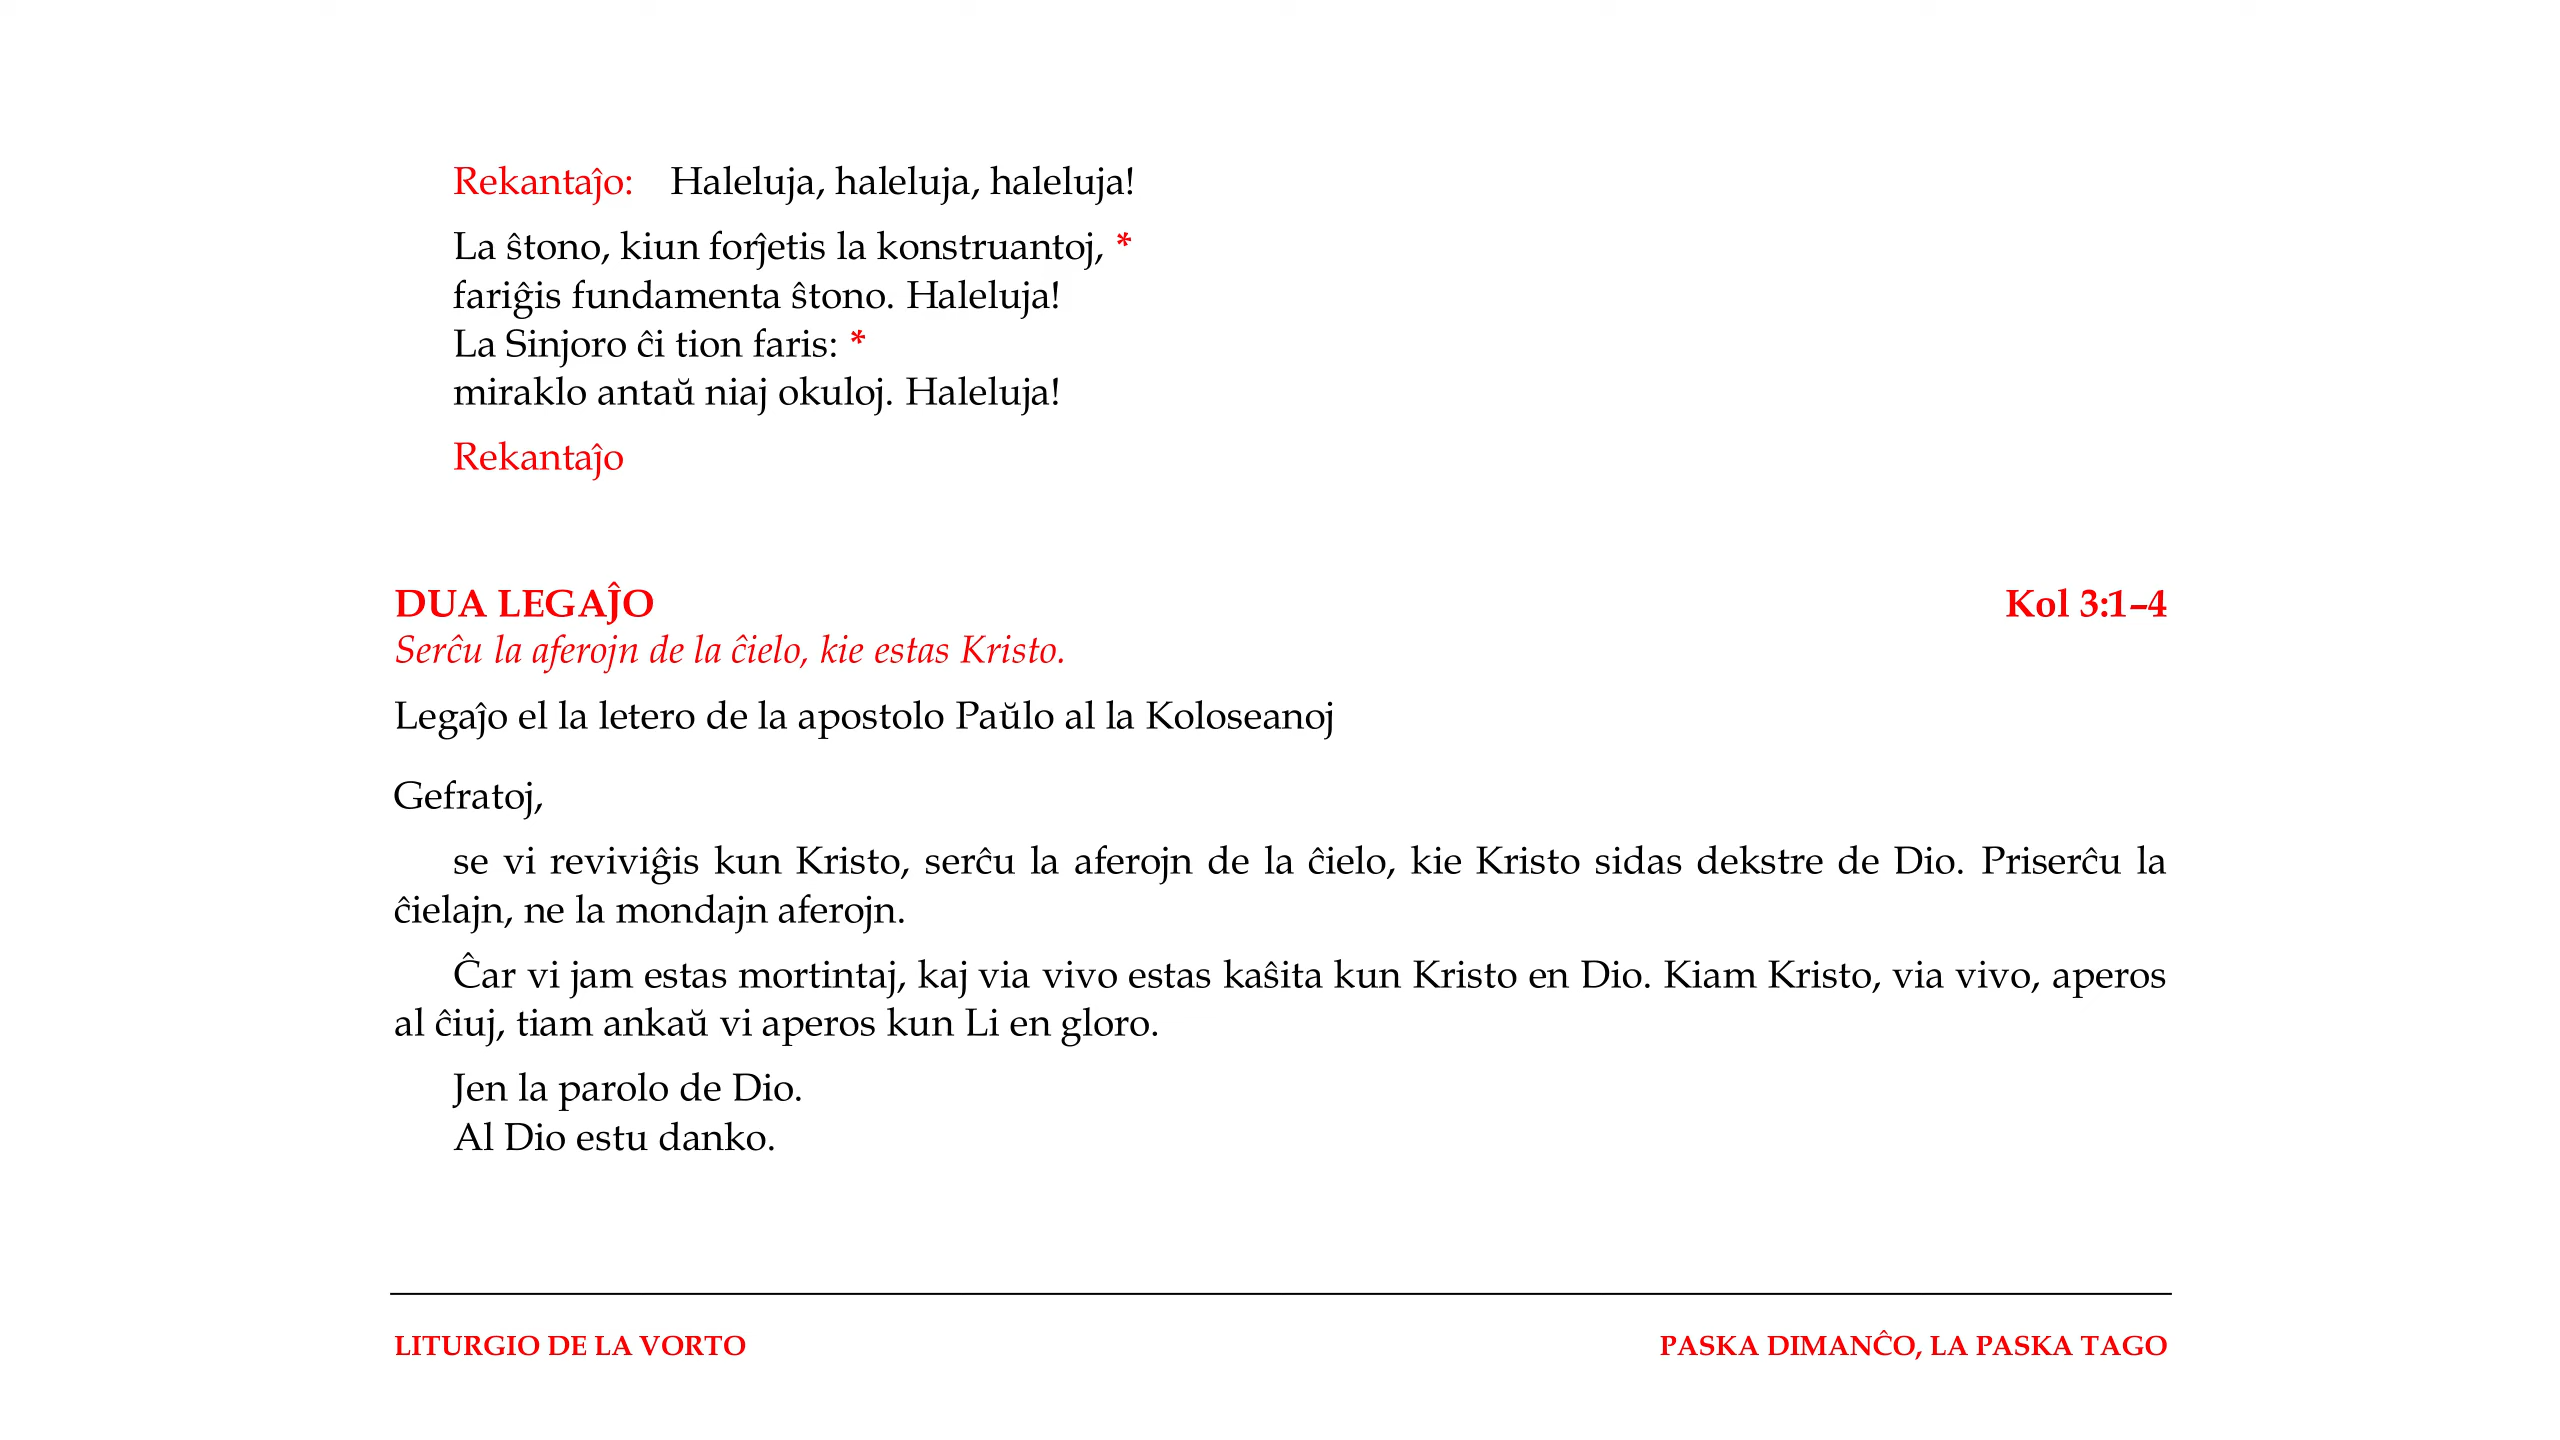 Rekantaĵo: Haleluja, haleluja, haleluja!
La ŝtono, kiun forĵetis la konstruantoj, *
fariĝis fundamenta ŝtono. Haleluja!
La Sinjoro ĉi tion faris: *
miraklo antaŭ niaj okuloj. Haleluja!
Rekantaĵo
DUA LEGAĴO Kol 3:1–4
Serĉu la aferojn de la ĉielo, kie estas Kristo.
Legaĵo el la letero de la apostolo Paŭlo al la Koloseanoj
Gefratoj,
se vi reviviĝis kun Kristo, serĉu la aferojn de la ĉielo, kie Kristo sidas dekstre de Dio. Priserĉu la
ĉielajn, ne la mondajn aferojn.
Ĉar vi jam estas mortintaj, kaj via vivo estas kaŝita kun Kristo en Dio. Kiam Kristo, via vivo, aperos
al ĉiuj, tiam ankaŭ vi aperos kun Li en gloro.
Jen la parolo de Dio.
Al Dio estu danko.
LITURGIO DE LA VORTO PASKA DIMANĈO, LA PASKA TAGO